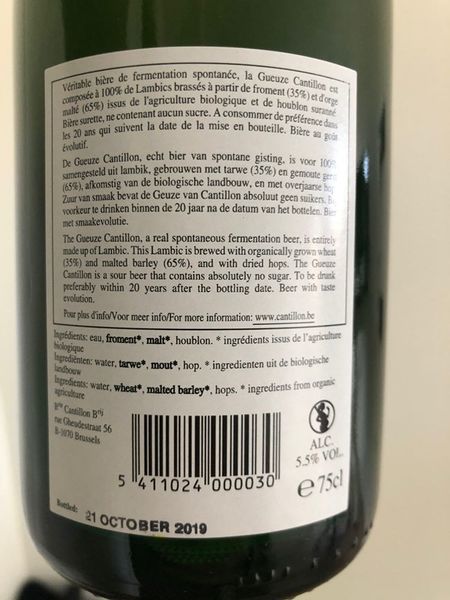 Véritable bière de fermentation spontanée, la Gueuze Cantillon est
composée à 100% de Lambics brassés à partir de froment (35%) et d'orge
malté (65%) issus de l'agriculture biologique et de houblon suranné.
Bière surette, ne contenant aucun sucre. A consommer de préférence dans
les 20 ans qui suivent la date de la mise en bouteille. Bière au goût
évolutif.
De Gueuze Cantillon, echt bier van spontane gisting, is voor 100%
samengesteld uit lambik, gebrouwen met tarwe (35%) en gemoute gerst
(65%), afkomstig van de biologische landbouw, en met overjaarse hop.
Zuur van smaak bevat de Geuze van Cantillon absoluut geen suikers. Bij
voorkeur te drinken binnen de 20 jaar na de datum van het bottelen. Bier
met smaakevolutie.
The Gueuze Cantillon, a real spontaneous fermentation beer, is entirely
made up of Lambic. This Lambic is brewed with organically grown wheat
(35%) and malted barley (65%), and with dried hops. The Gueuze
Cantillon is a sour beer that contains absolutely no sugar. To be drunk
preferably within 20 years after the bottling date. Beer with taste
evolution.
Pour plus d'info/Voor meer info/For more information: www.cantillon.be
Ingrédients: eau, froment*, malt*, houblon. * ingrédients issus de l'agriculture
biologique
Ingrediënten: water, tarwe*, mout*, hop. * ingredienten uit de biologische
landbouw
Ingredients: water, wheat*, malted barley*, hops. * ingredients from organic
agriculture
Brie Cantillon Brij
rue Gheudestraat 56
B-1070 Brussels
ALC.
5.5% VOL.
5 411024 000030
e 75cl
Bottled: 21 OCTOBER 2019